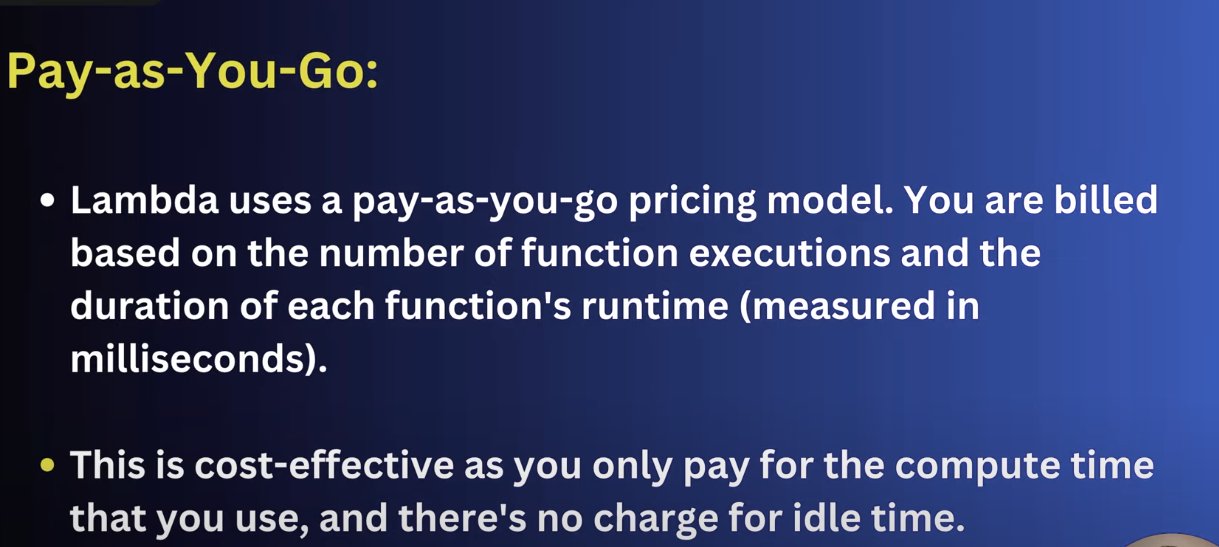 Pay-as-You-Go:
Lambda uses a pay-as-you-go pricing model. You are billed
based on the number of function executions and the
duration of each function's runtime (measured in
milliseconds).
This is cost-effective as you only pay for the compute time
that you use, and there's no charge for idle time.